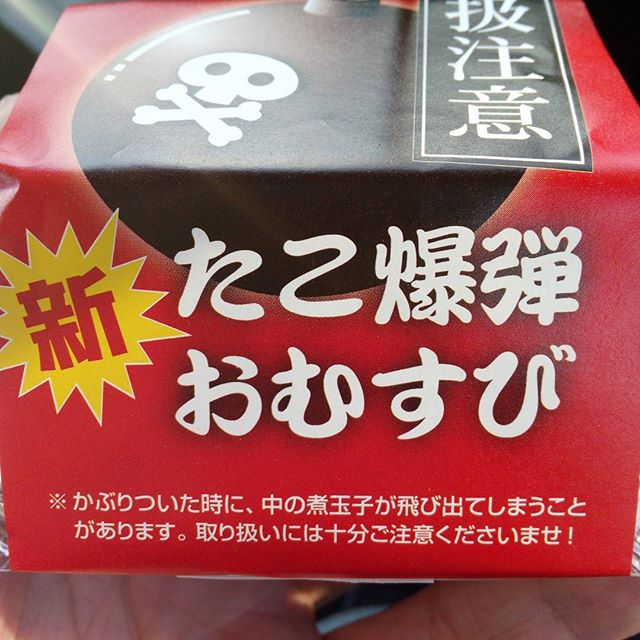 扱注意
新
たこ爆弾
おむすび
※かぶりついた時に、中の煮玉子が飛び出てしまうこと
があります。取り扱いには十分ご注意くださいませ!